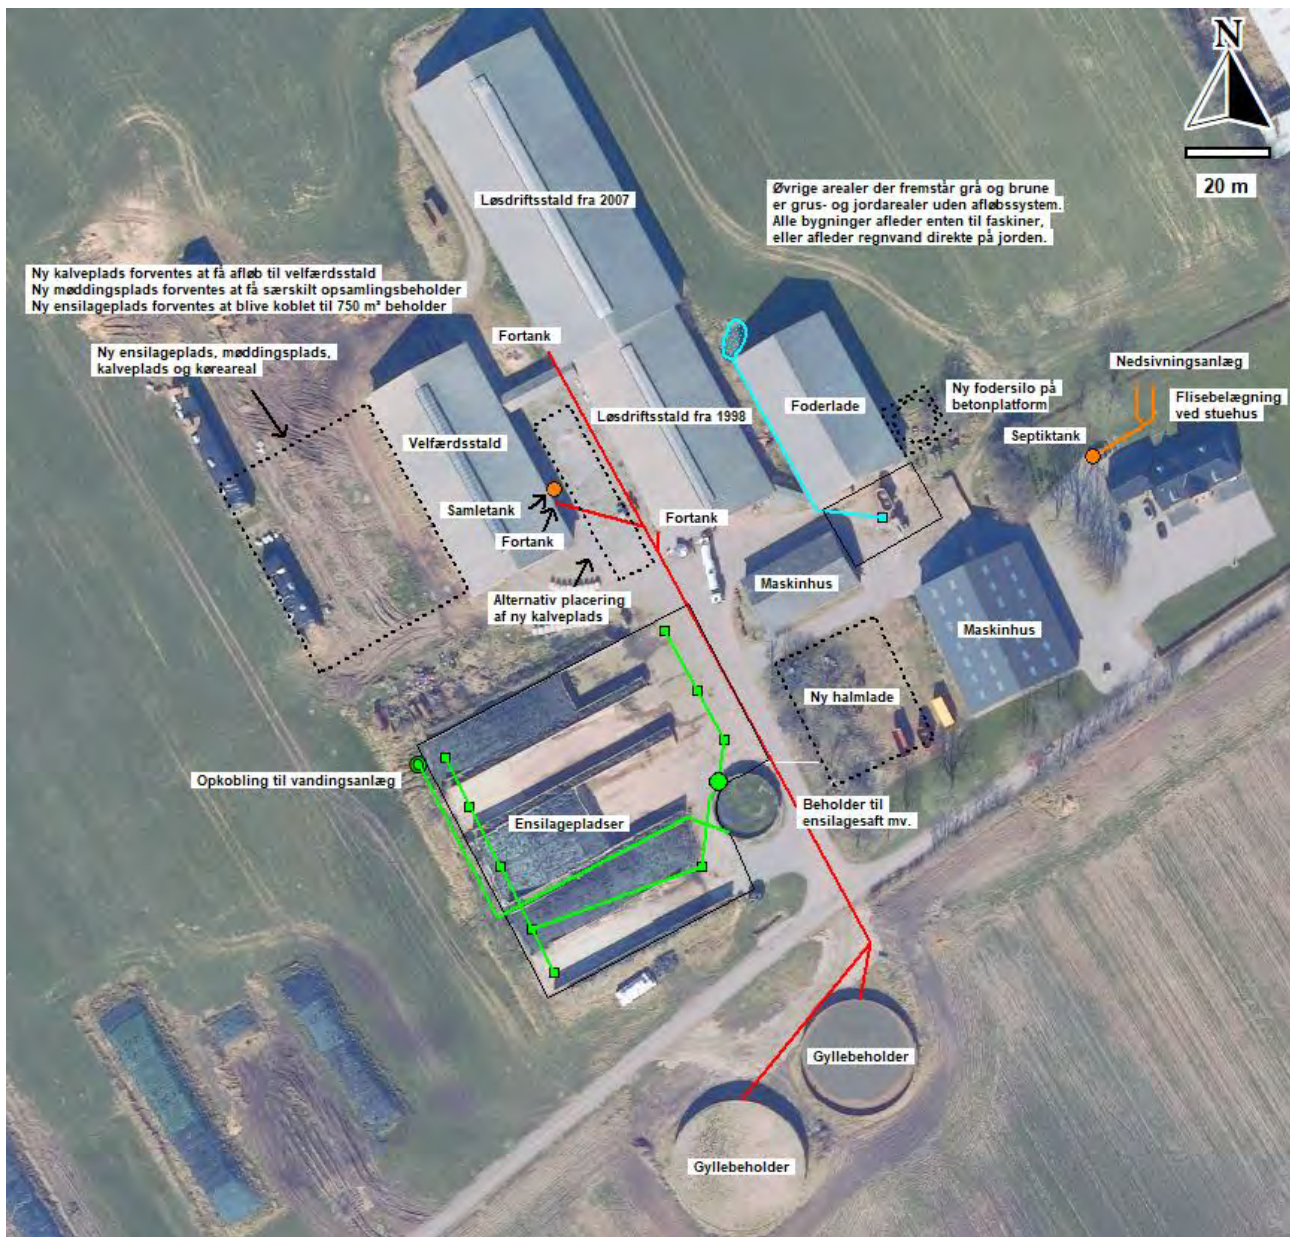 N
20 m
Løsdriftsstald fra 2007
Øvrige arealer der fremstår grå og brune
er grus- og jordarealer uden afløbssystem.
Alle bygninger afleder enten til faskiner,
eller afleder regnvand direkte på jorden.
Ny kalveplads forventes at få afløb til velfærdsstald
Ny møddingsplads forventes at få særskilt opsamlingsbeholder
Ny ensilageplads forventes at blive koblet til 750 m³ beholder
Ny ensilageplads, møddingsplads,
kalveplads og køreareal
Fortank
Nedsivningsanlæg
Flisebelægning
ved stuehus
Ny fodersilo på
betonplatform
Foderlade
Løsdriftsstald fra 1998
Velfærdsstald
Septiktank
Samletank
Fortank
Fortank
Maskinhus
Alternativ placering
af ny kalveplads
Maskinhus
Ny halmlade
Opkobling til vandingsanlæg
Ensilagepladser
Beholder til
ensilagesaft mv.
Gyllebeholder
Gyllebeholder